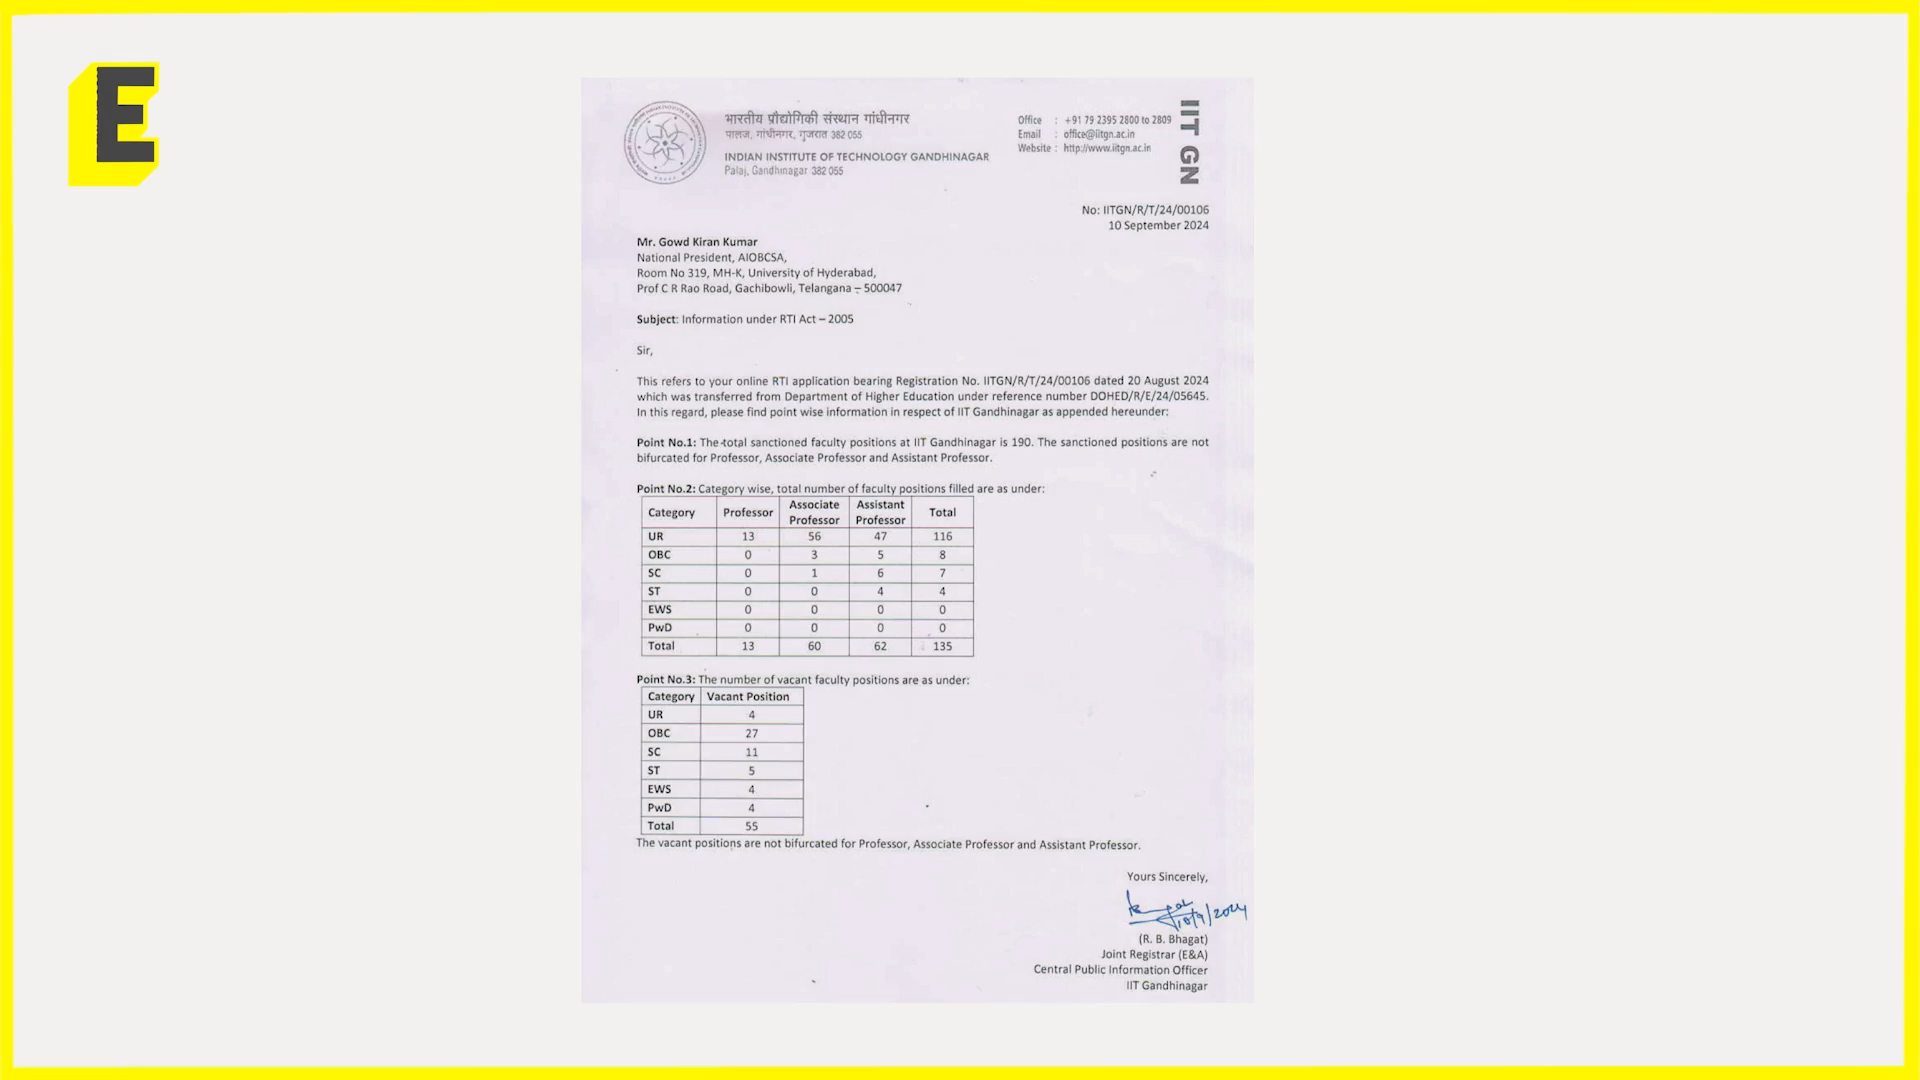 E
भारतीय प्रौद्योगिकी संस्थान गांधीनगर
पालज, गांधीनगर, गुजरात 382 055
INDIAN INSTITUTE OF TECHNOLOGY GANDHINAGAR
Palaj, Gandhinagar 382 055
Office : +91 79 2395 2800 to 2809
Email : office@iitgn.ac.in
Website : http://www.iitgn.ac.in
IIT GN
No: IITGN/R/T/24/00106
10 September 2024
Mr. Gowd Kiran Kumar
National President, AIOBCSA,
Room No 319, MH-K, University of Hyderabad,
Prof C R Rao Road, Gachibowli, Telangana – 500047
Subject: Information under RTI Act – 2005
Sir,
This refers to your online RTI application bearing Registration No. IITGN/R/T/24/00106 dated 20 August 2024
which was transferred from Department of Higher Education under reference number DOHED/R/E/24/05645.
In this regard, please find point wise information in respect of IIT Gandhinagar as appended hereunder:
Point No.1: The total sanctioned faculty positions at IIT Gandhinagar is 190. The sanctioned positions are not
bifurcated for Professor, Associate Professor and Assistant Professor.
Point No.2: Category wise, total number of faculty positions filled are as under:
Category Professor Associate Professor Assistant Professor Total
UR 13 56 47 116
OBC 0 3 5 8
SC 0 1 6 7
ST 0 0 4 4
EWS 0 0 0 0
PwD 0 0 0 0
Total 13 60 62 135
Point No.3: The number of vacant faculty positions are as under:
Category Vacant Position
UR 4
OBC 27
SC 11
ST 5
EWS 4
PwD 4
Total 55
The vacant positions are not bifurcated for Professor, Associate Professor and Assistant Professor.
Yours Sincerely,
10/9/2024
(R. B. Bhagat)
Joint Registrar (E&A)
Central Public Information Officer
IIT Gandhinagar